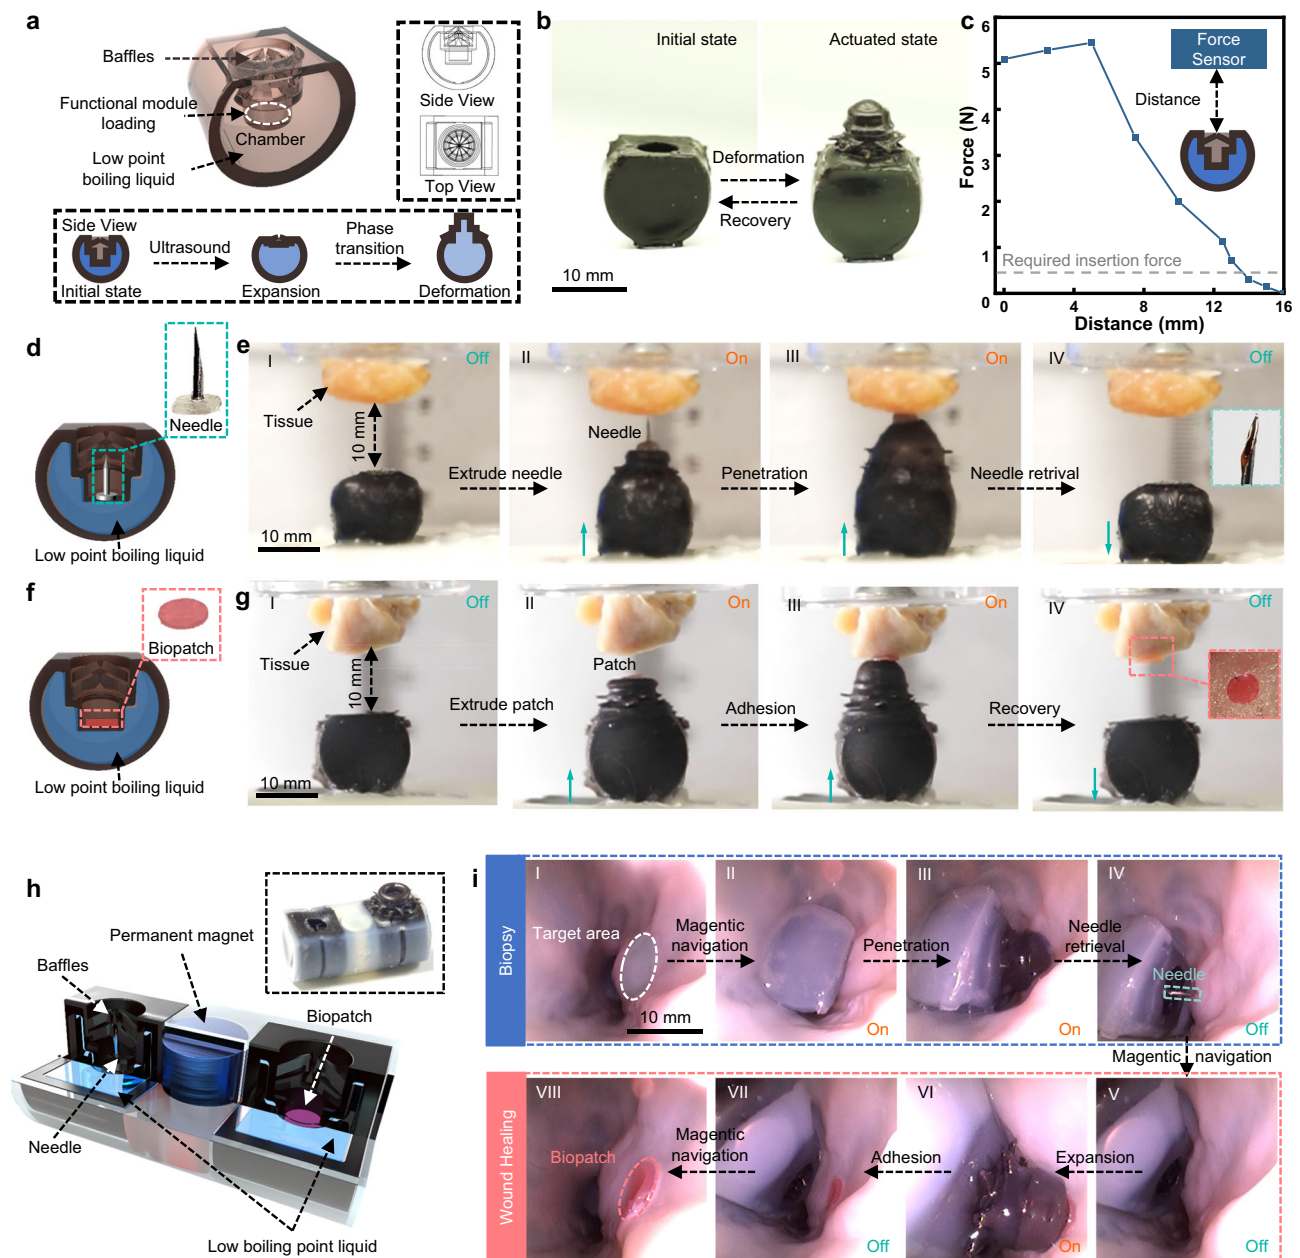 a
Baffles
Functional module
loading
Chamber
Low point
boiling liquid
Side View
Top View
Side View
Ultrasound
Phase
transition
Initial state
Expansion
Deformation
b
Initial state
Actuated state
Deformation
Recovery
10 mm
c
Force (N)
6
5
4
3
2
1
0
Force
Sensor
Distance
Required insertion force
0
4
8
12
16
Distance (mm)
d
Needle
Low point boiling liquid
e
I
Off
Tissue
10 mm
10 mm
Extrude needle
II
On
Needle
Penetration
III
On
Needle retrival
IV
Off
f
Biopatch
Low point boiling liquid
g
I
Off
Tissue
10 mm
10 mm
Extrude patch
II
On
Patch
Adhesion
III
On
Recovery
IV
Off
h
Permanent magnet
Baffles
Biopatch
Needle
Low boiling point liquid
i
Biopsy
I
Target area
10 mm
Magentic
navigation
II
On
Penetration
III
On
Needle
retrieval
IV
Needle
Off
Magentic navigation
Wound Healing
VIII
Biopatch
Magentic
navigation
VII
Off
Adhesion
VI
On
Expansion
V
Off